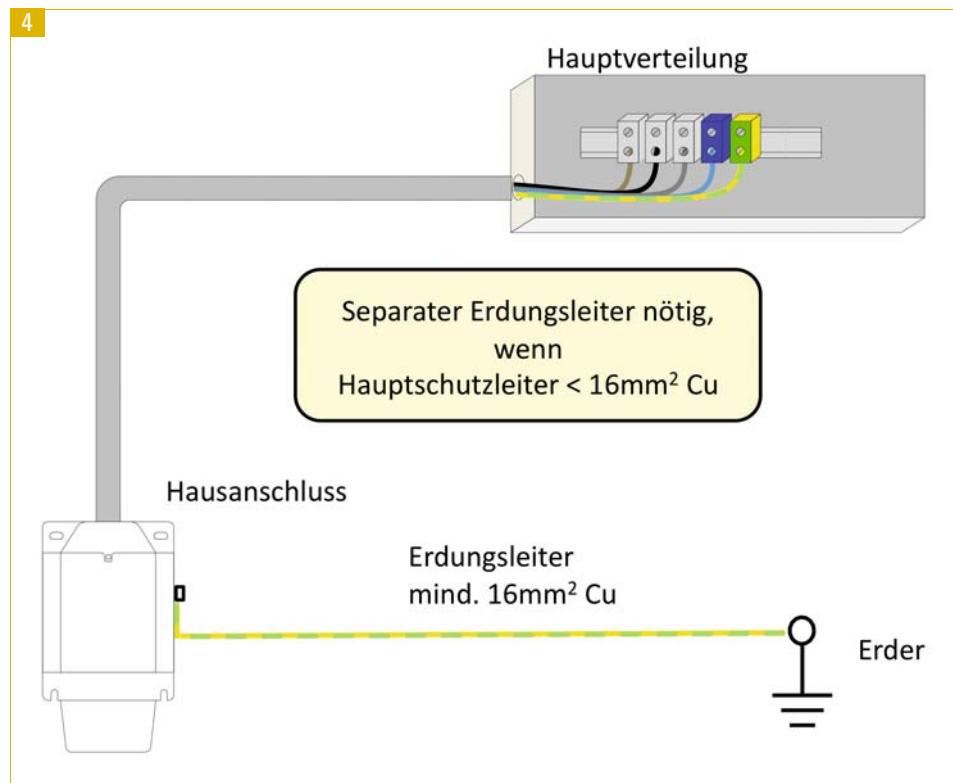 4
Hauptverteilung
Separater Erdungsleiter nötig,
wenn
Hauptschutzleiter < 16mm² Cu
Hausanschluss
Erdungsleiter
mind. 16mm² Cu
Erder